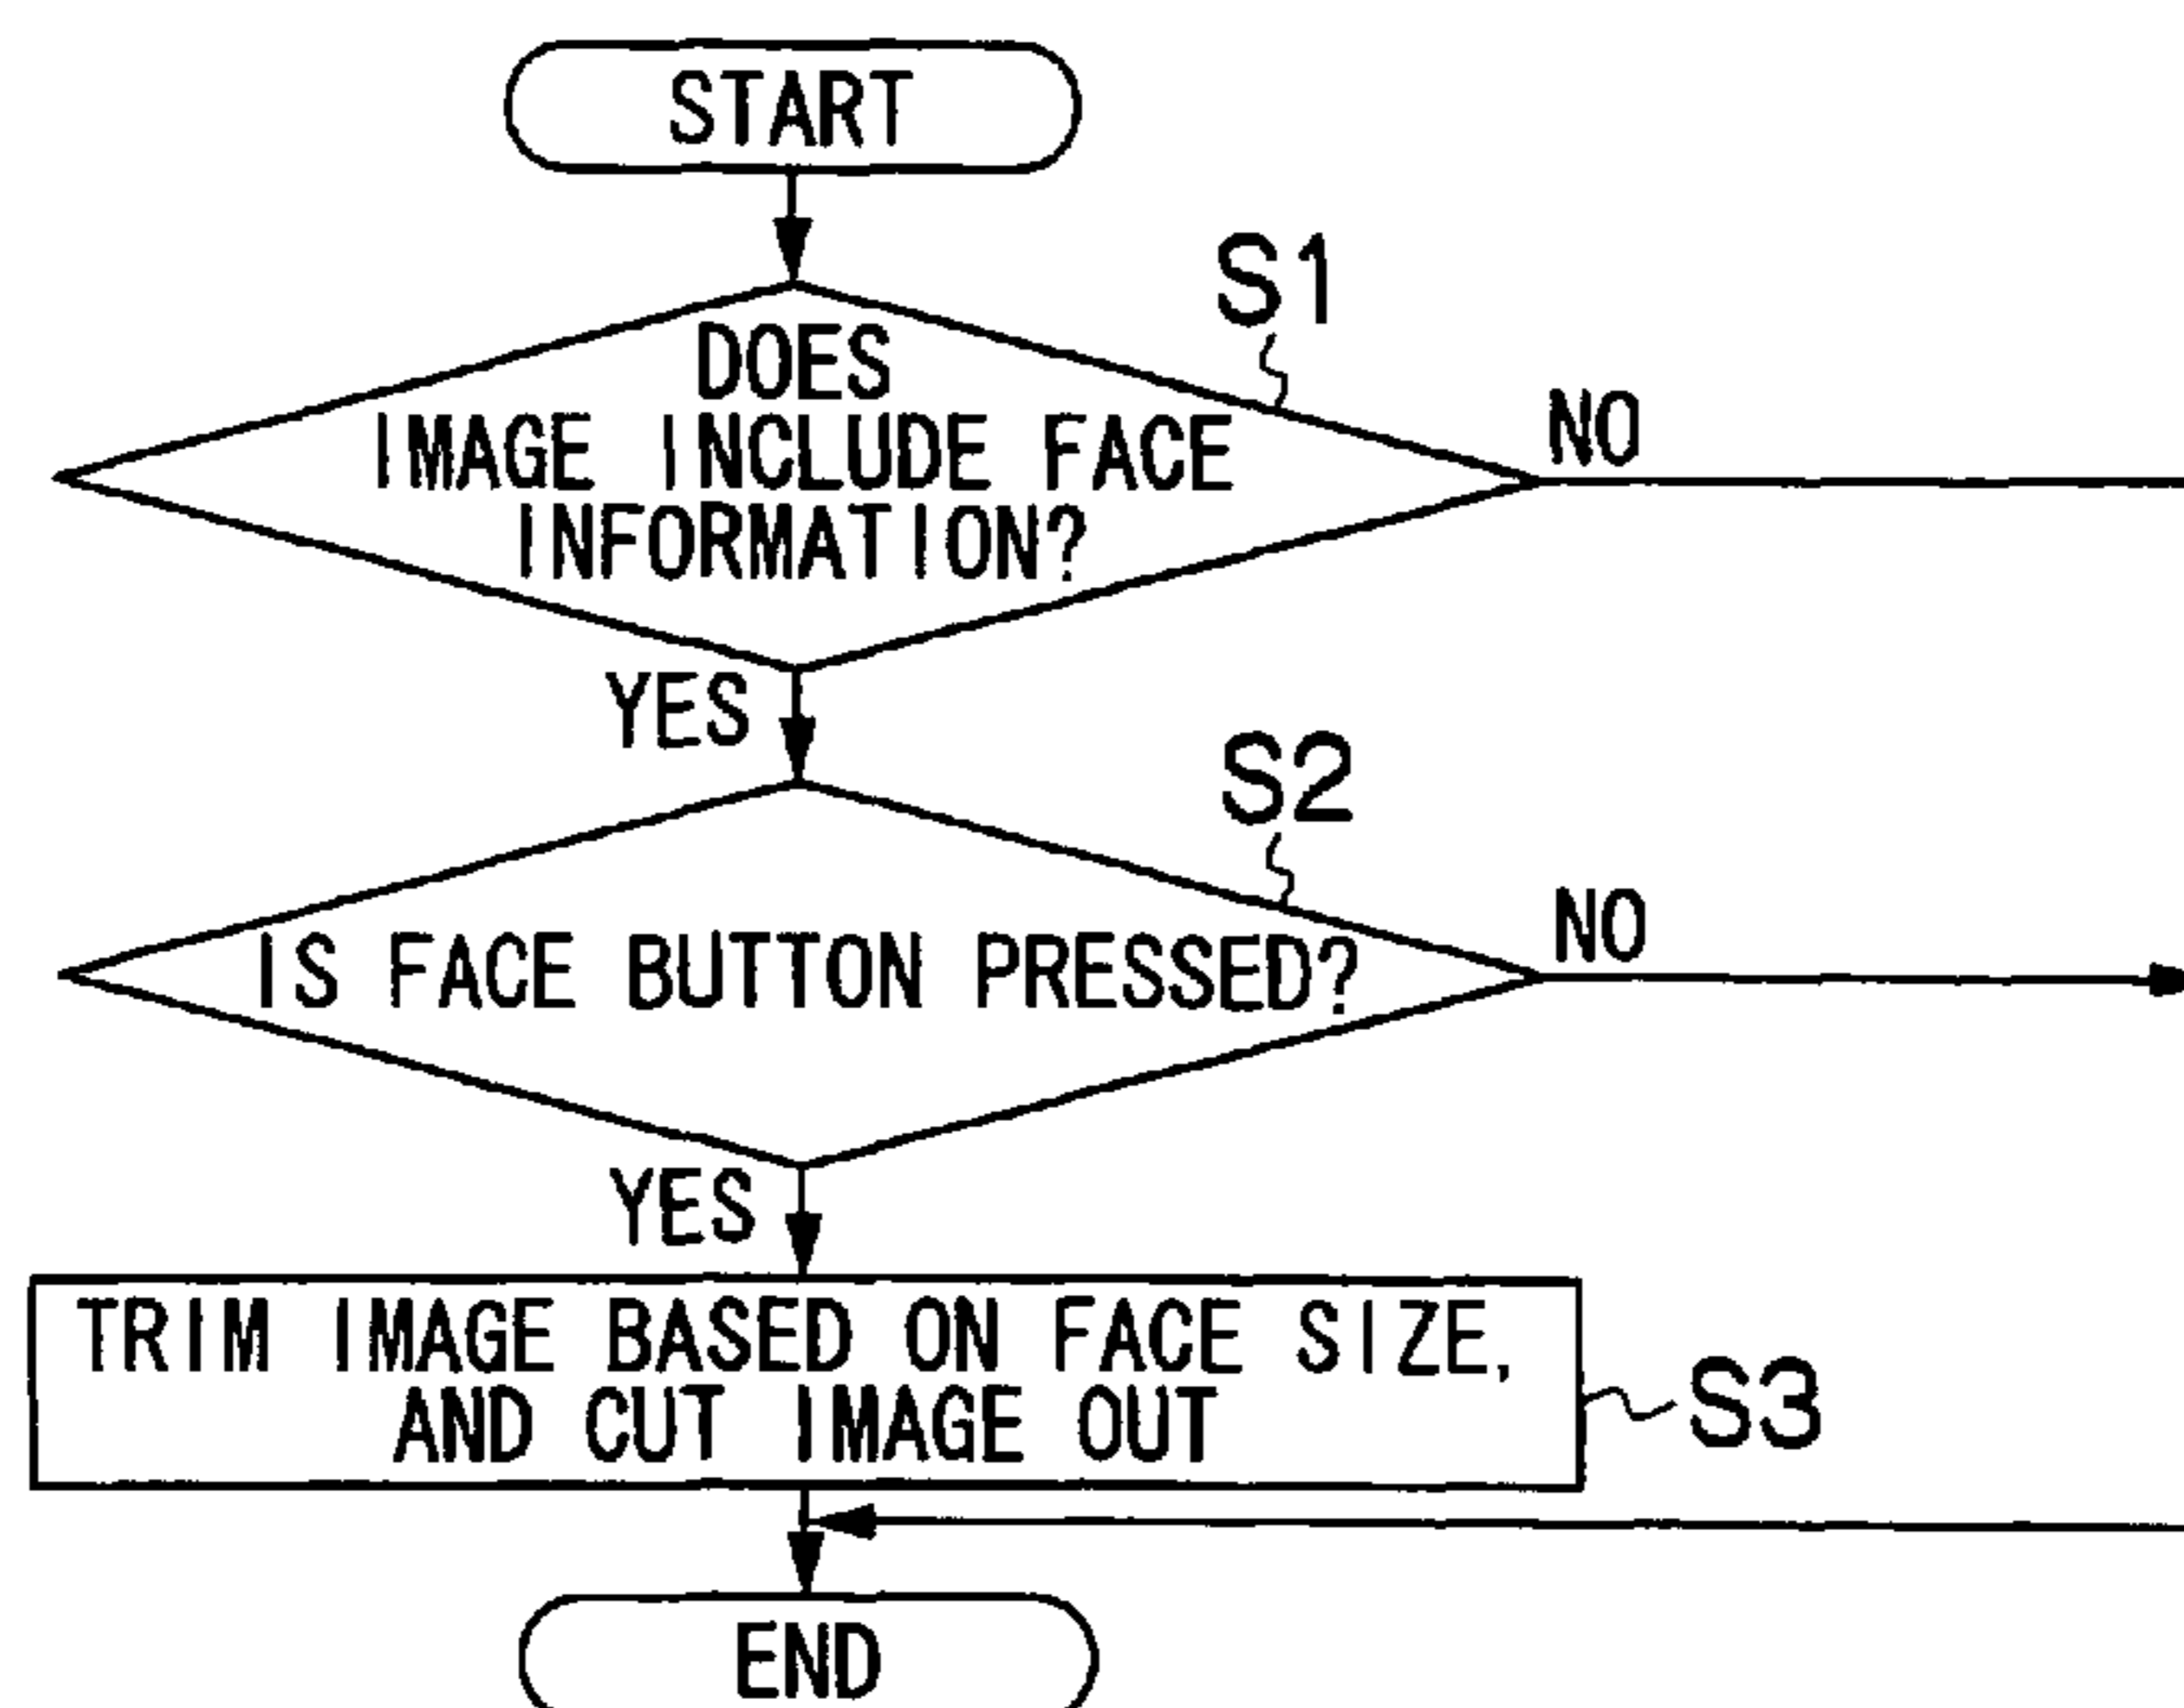 START
S1
DOES
IMAGE INCLUDE FACE
INFORMATION?
NO
YES
S2
IS FACE BUTTON PRESSED?
NO
YES
TRIM IMAGE BASED ON FACE SIZE,
AND CUT IMAGE OUT
S3
END